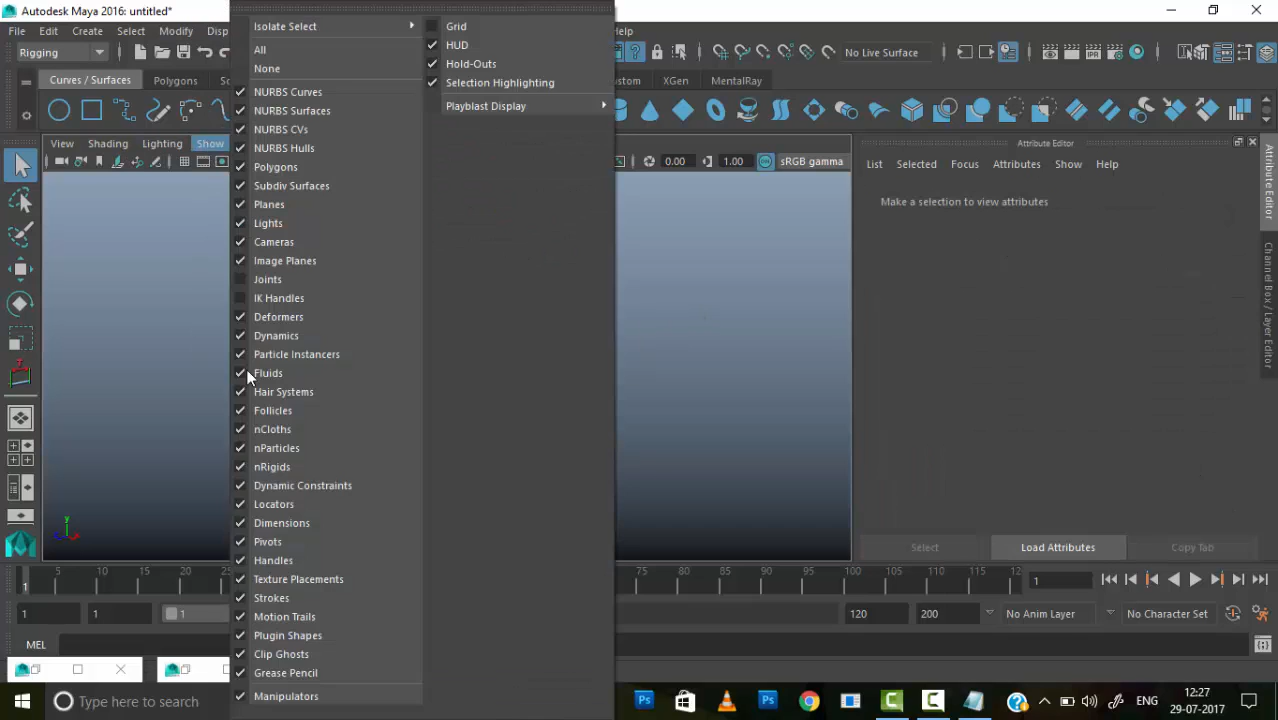 Autodesk Maya 2016: untitled*
File Edit Create Select Modify Disp
Rigging
Curves / Surfaces Polygons
XGen MentalRay
No Live Surface
View Shading Lighting Show
0.00 1.00 sRGB gamma
Isolate Select
All
None
NURBS Curves
NURBS Surfaces
NURBS CVs
NURBS Hulls
Polygons
Subdiv Surfaces
Planes
Lights
Cameras
Image Planes
Joints
IK Handles
Deformers
Dynamics
Particle Instancers
Fluids
Hair Systems
Follicles
nCloths
nParticles
nRigids
Dynamic Constraints
Locators
Dimensions
Pivots
Handles
Texture Placements
Strokes
Motion Trails
Plugin Shapes
Clip Ghosts
Grease Pencil
Manipulators
Grid
HUD
Hold-Outs
Selection Highlighting
Playblast Display
Attribute Editor
List Selected Focus Attributes Show Help
Make a selection to view attributes
Attribute Editor
Channel Box / Layer Editor
Select Load Attributes Copy Tab
y
1 5 10 15 20 25
75 80 85 90 95 100 105 110 115 12
1
1 1 1
120 200 No Anim Layer No Character Set
MEL
Type here to search
ENG
12:27
29-07-2017